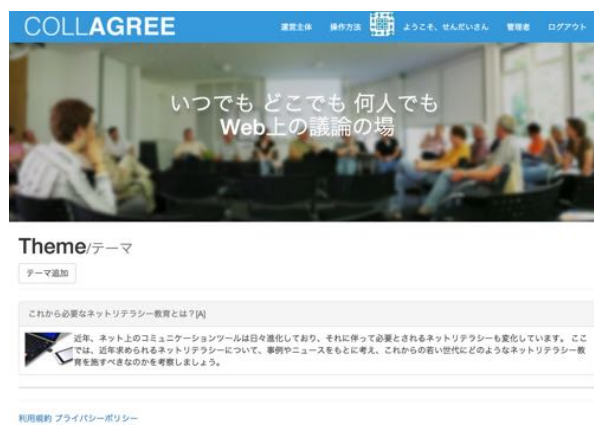 COLLAGREE
運営主体 操作方法 ようこそ、せんだいさん 管理者 ログアウト
いつでも どこでも 何人でも
Web上の議論の場
Theme/テーマ
テーマ追加
これから必要なネットリテラシー教育とは？[A]
近年、ネット上のコミュニケーションツールは日々進化しており、それに伴って必要とされるネットリテラシーも変化しています。 ここ
では、近年求められるネットリテラシーについて、事例やニュースをもとに考え、これからの若い世代にどのようなネットリテラシー教
育を施すべきなのかを考察しましょう。
利用規約 プライバシーポリシー